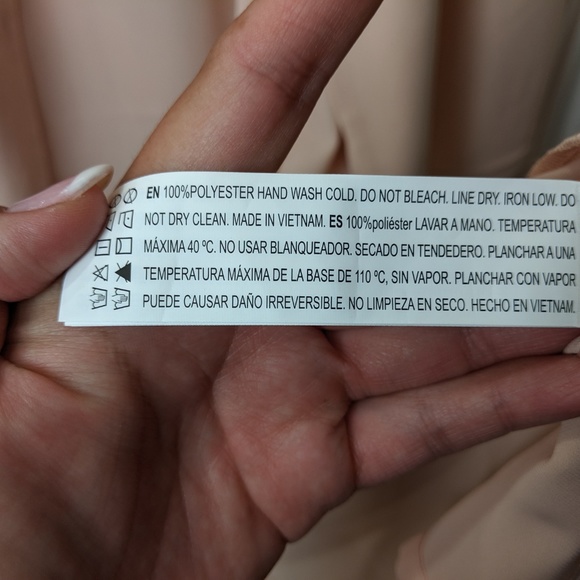 EN 100%POLYESTER HAND WASH COLD. DO NOT BLEACH. LINE DRY. IRON LOW. DO
NOT DRY CLEAN. MADE IN VIETNAM. ES 100%poliéster LAVAR A MANO. TEMPERATURA
MÁXIMA 40 ºC. NO USAR BLANQUEADOR. SECADO EN TENDEDERO. PLANCHAR A UNA
TEMPERATURA MÁXIMA DE LA BASE DE 110 ºC, SIN VAPOR. PLANCHAR CON VAPOR
PUEDE CAUSAR DAÑO IRREVERSIBLE. NO LIMPIEZA EN SECO. HECHO EN VIETNAM.